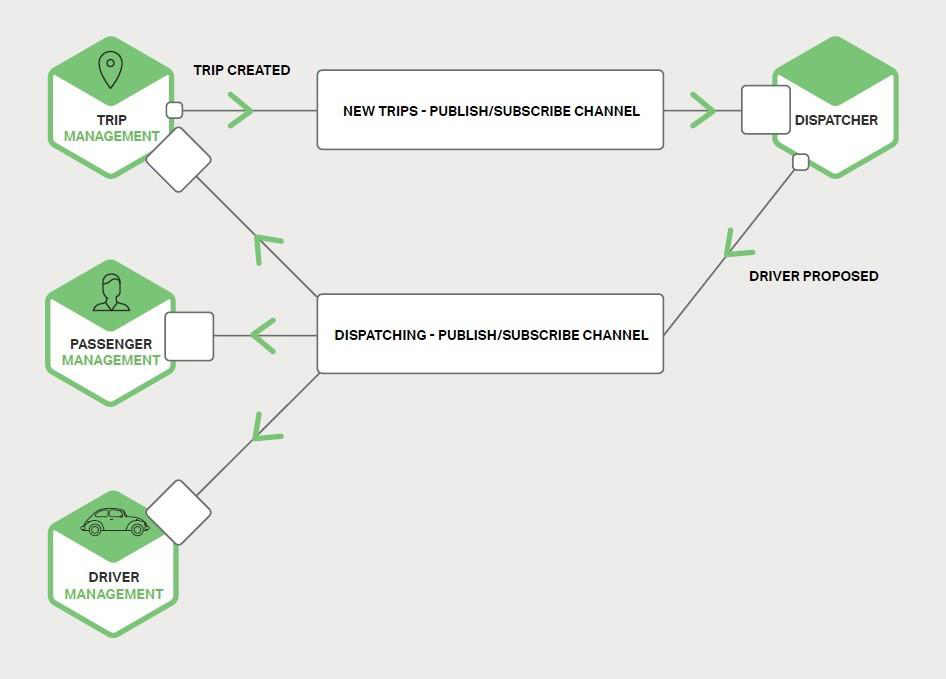 TRIP CREATED
NEW TRIPS - PUBLISH/SUBSCRIBE CHANNEL
TRIP
MANAGEMENT
DISPATCHER
DRIVER PROPOSED
PASSENGER
MANAGEMENT
DISPATCHING - PUBLISH/SUBSCRIBE CHANNEL
DRIVER
MANAGEMENT